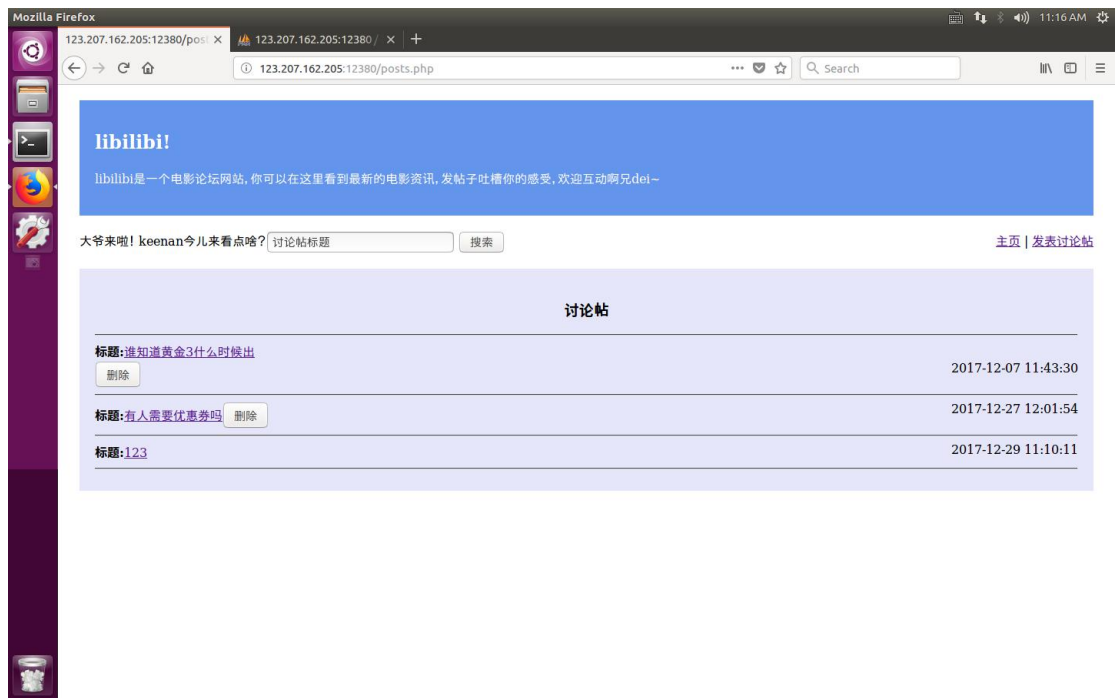 Mozilla Firefox
11:16 AM
123.207.162.205:12380/pos
123.207.162.205:12380/
123.207.162.205:12380/posts.php
Search
libilibi!
libilibi是一个电影论坛网站,你可以在这里看到最新的电影资讯,发帖子吐槽你的感受,欢迎互动啊兄dei~
大爷来啦! keenan今儿来看点啥? 讨论帖标题 搜索 主页 | 发表讨论帖
讨论帖
标题:谁知道黄金3什么时候出
删除 2017-12-07 11:43:30
标题:有人需要优惠券吗 删除 2017-12-27 12:01:54
标题:123 2017-12-29 11:10:11